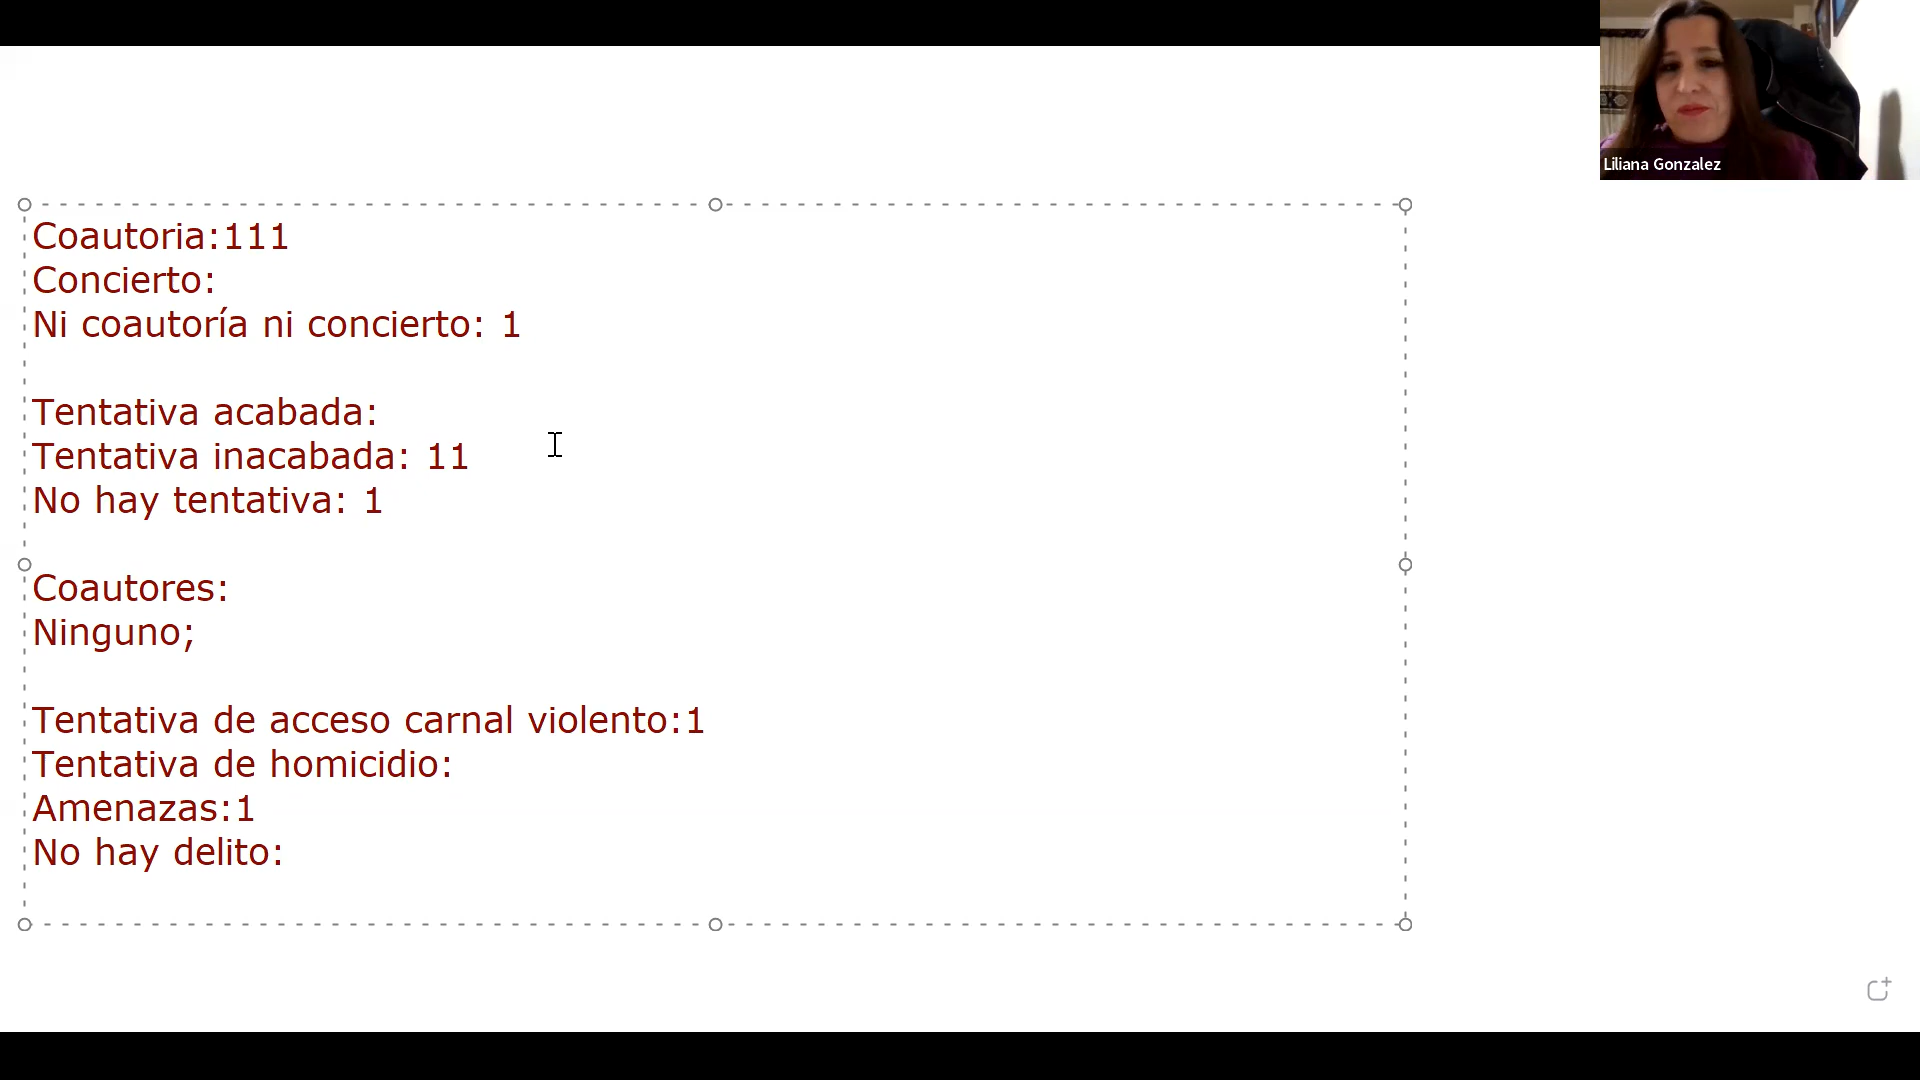 Liliana Gonzalez
Coautoria:111
Concierto:
Ni coautoría ni concierto: 1
Tentativa acabada:
Tentativa inacabada: 11
No hay tentativa: 1
Coautores:
Ninguno;
Tentativa de acceso carnal violento:1
Tentativa de homicidio:
Amenazas:1
No hay delito: